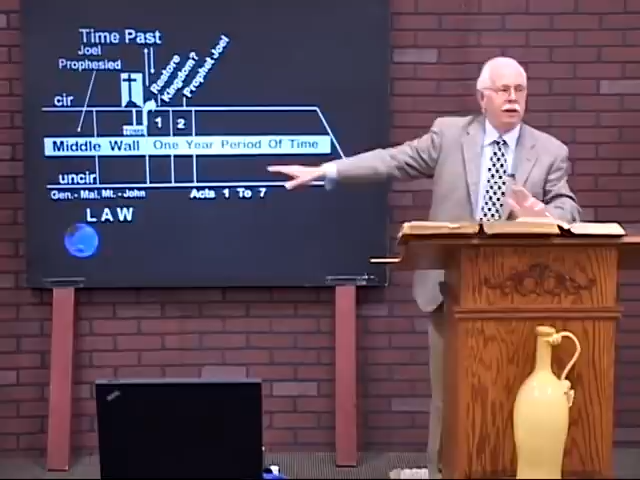 Time Past
Joel
Prophesied
Restore
Kingdom?
Prophet Joel
cir
TOMB
1 2
Middle Wall One Year Period Of Time
uncir
Gen.- Mal. Mt. - John
Acts 1 To 7
LAW